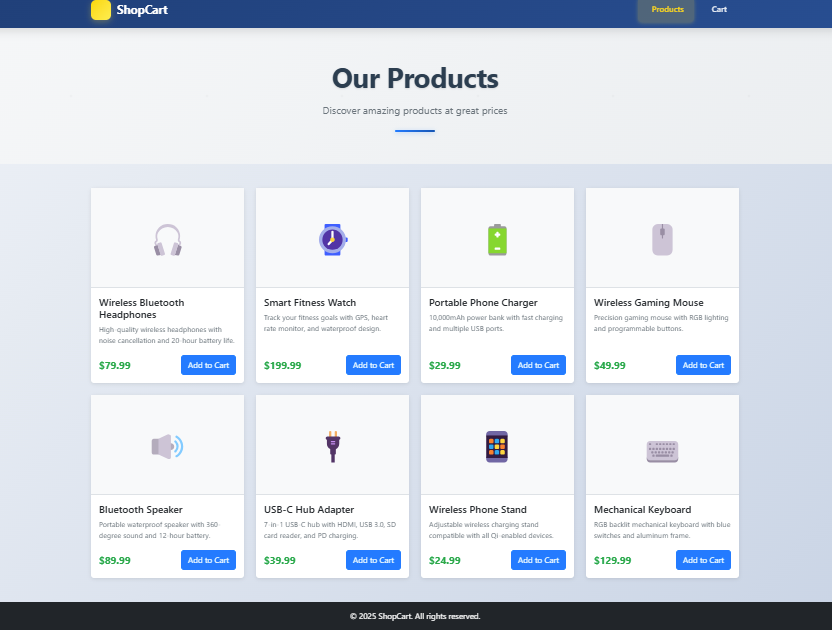 ShopCart
Products
Cart
Our Products
Discover amazing products at great prices
Wireless Bluetooth
Headphones
High-quality wireless headphones with
noise cancellation and 20-hour battery life.
$79.99
Add to Cart
Smart Fitness Watch
Track your fitness goals with GPS, heart
rate monitor, and waterproof design.
$199.99
Add to Cart
Portable Phone Charger
10,000mAh power bank with fast charging
and multiple USB ports.
$29.99
Add to Cart
Wireless Gaming Mouse
Precision gaming mouse with RGB lighting
and programmable buttons.
$49.99
Add to Cart
Bluetooth Speaker
Portable waterproof speaker with 360-
degree sound and 12-hour battery.
$89.99
Add to Cart
USB-C Hub Adapter
7-in-1 USB-C hub with HDMI, USB 3.0, SD
card reader, and PD charging.
$39.99
Add to Cart
Wireless Phone Stand
Adjustable wireless charging stand
compatible with all Qi-enabled devices.
$24.99
Add to Cart
Mechanical Keyboard
RGB backlit mechanical keyboard with blue
switches and aluminum frame.
$129.99
Add to Cart
© 2025 ShopCart. All rights reserved.